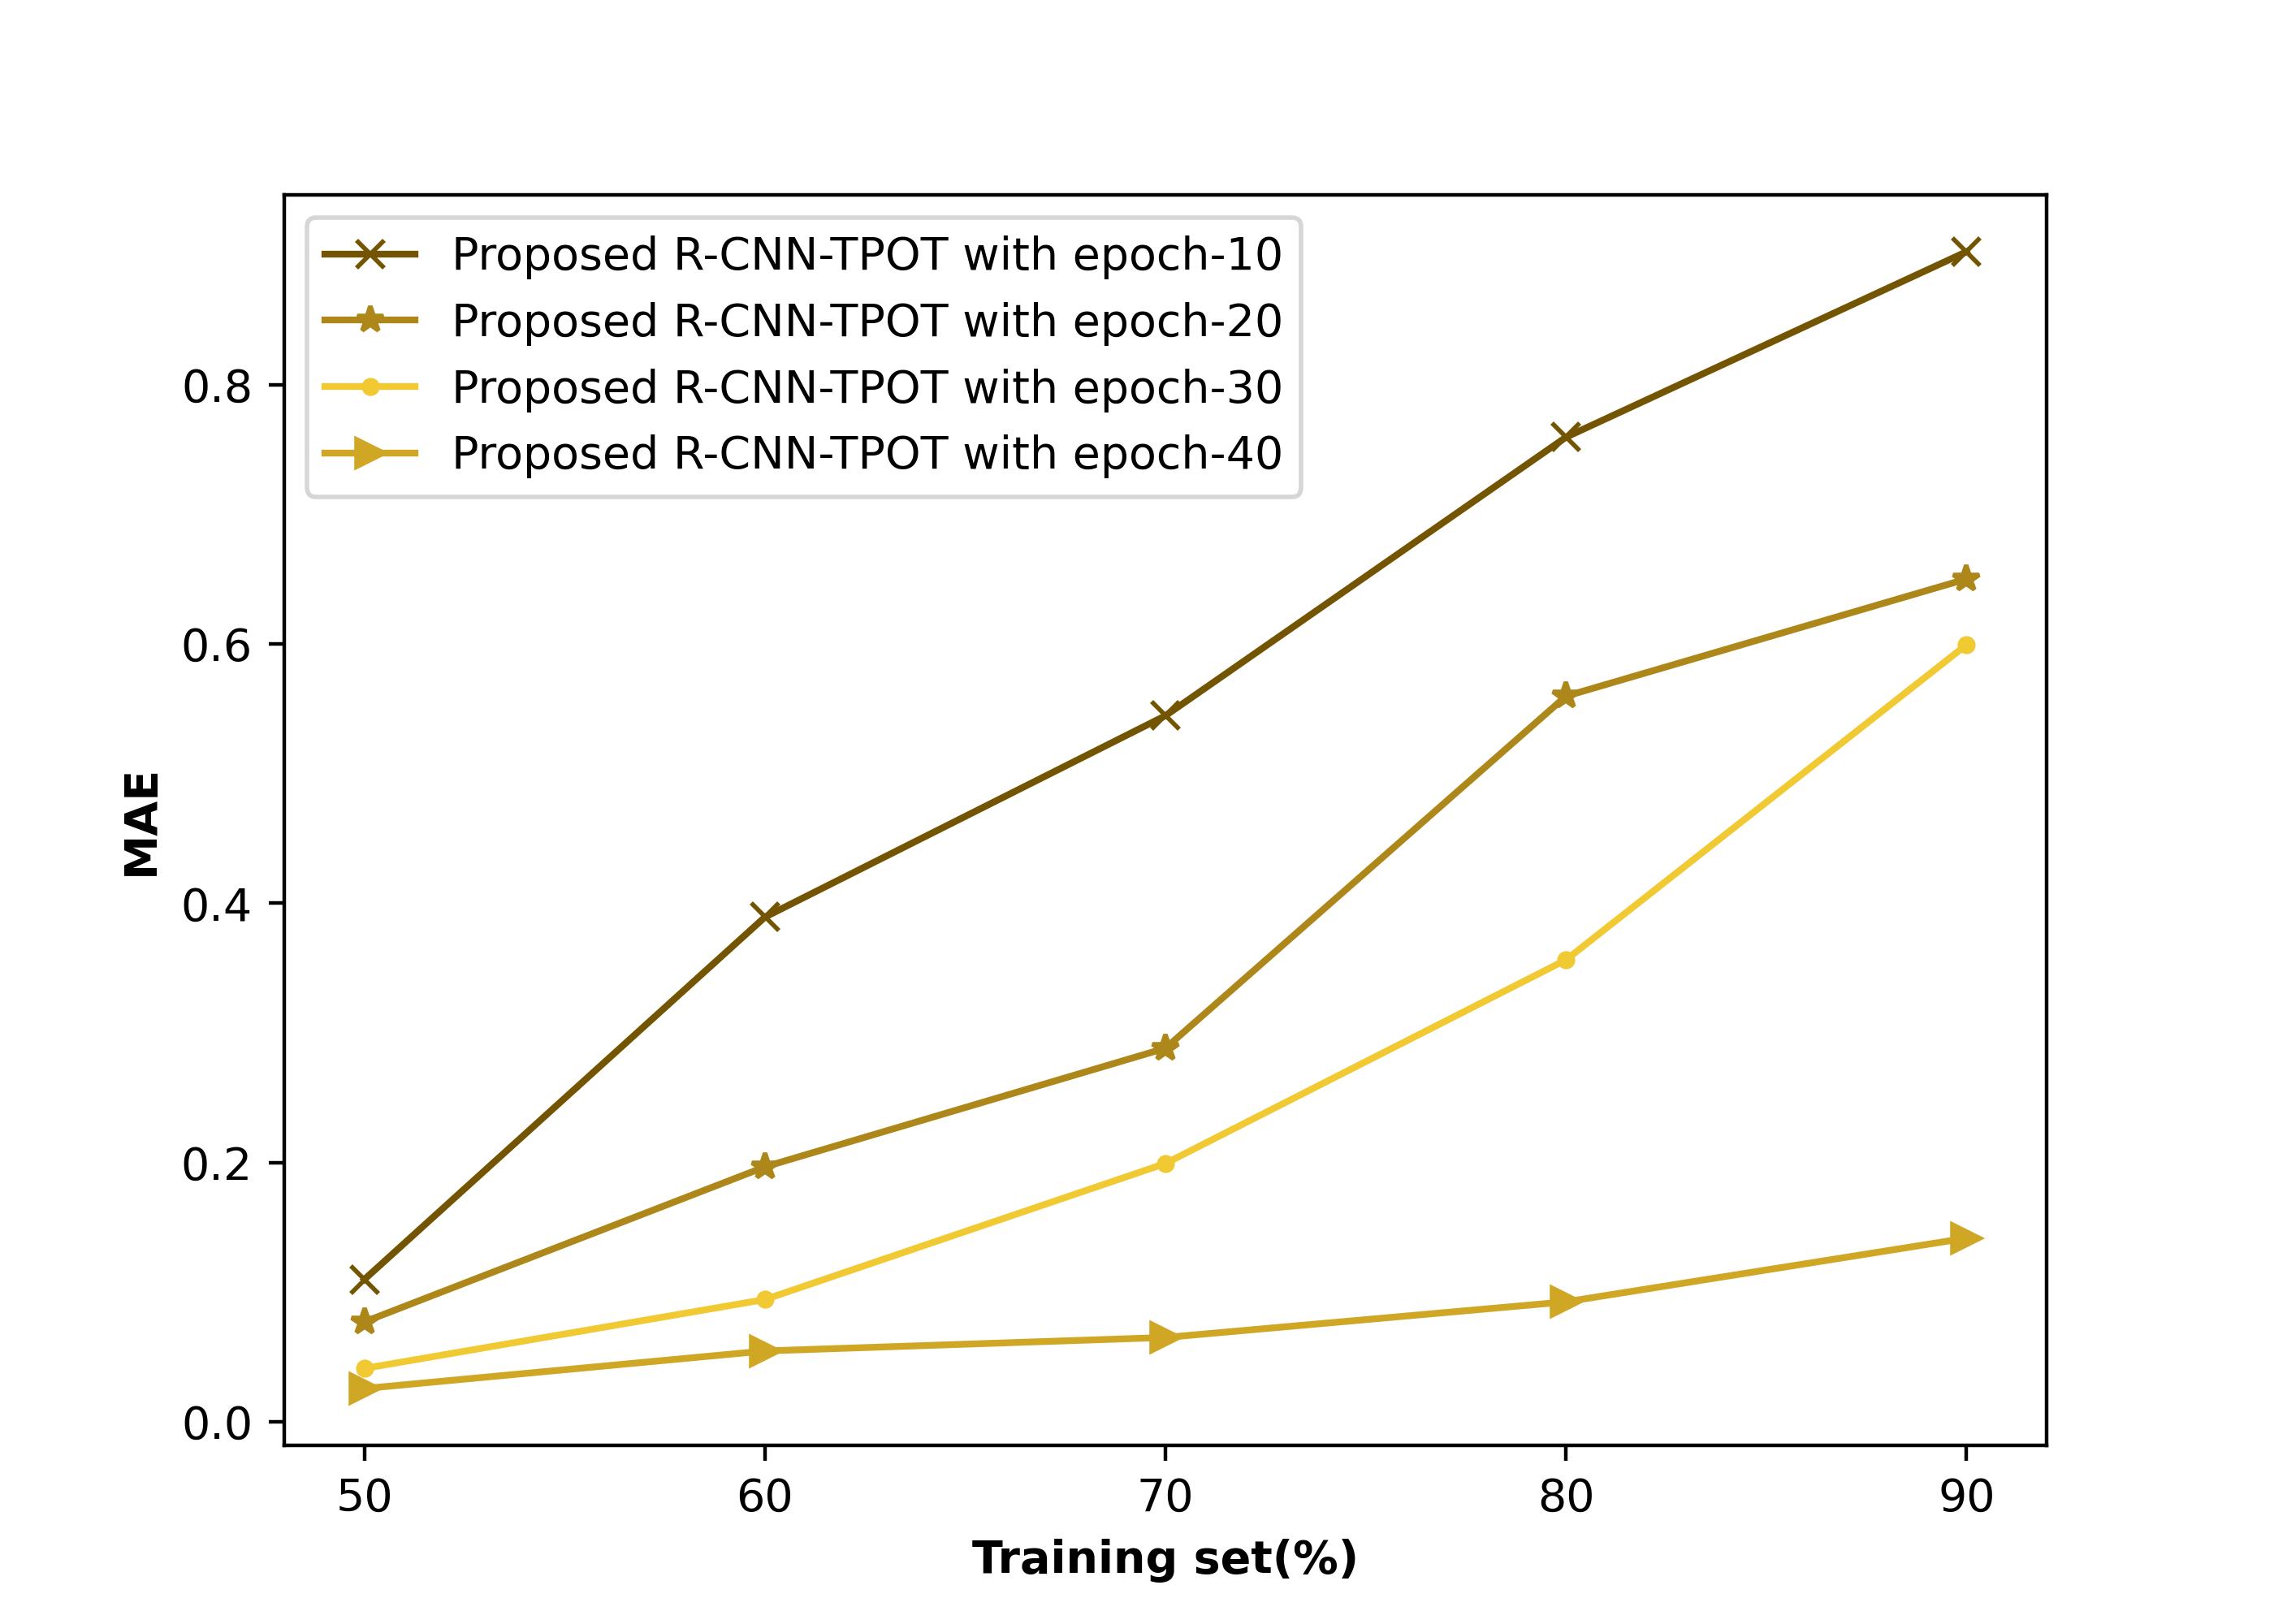 Proposed R-CNN-TPOT with epoch-10
Proposed R-CNN-TPOT with epoch-20
Proposed R-CNN-TPOT with epoch-30
Proposed R-CNN-TPOT with epoch-40
0.8
0.6
0.4
0.2
0.0
MAE
50 60 70 80 90
Training set(%)